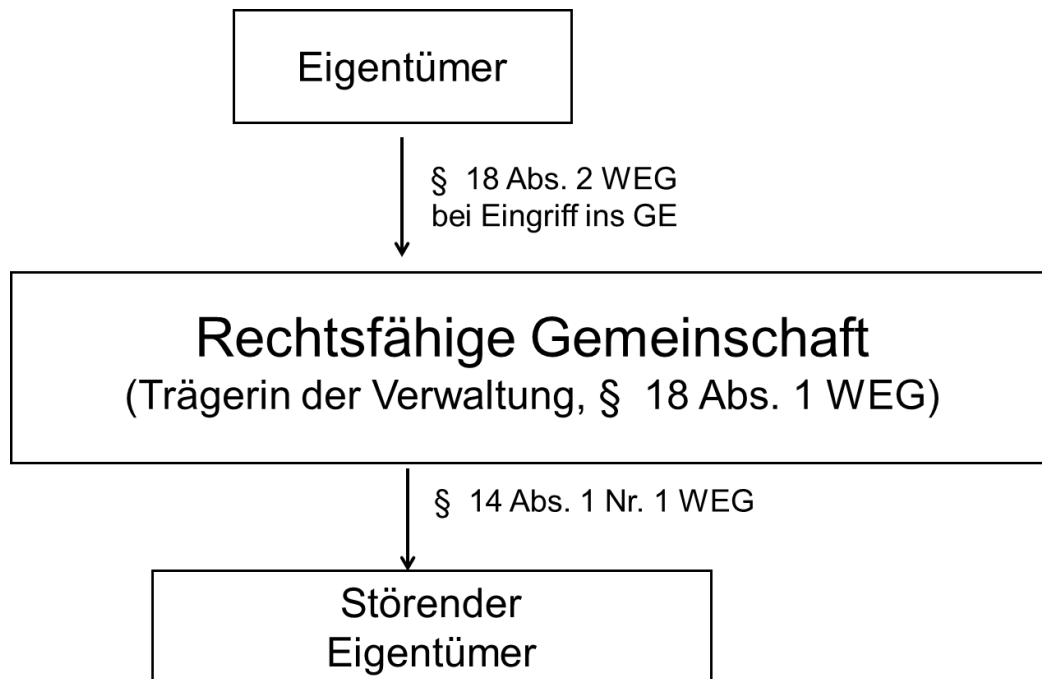 Eigentümer
§ 18 Abs. 2 WEG
bei Eingriff ins GE
Rechtsfähige Gemeinschaft
(Trägerin der Verwaltung, § 18 Abs. 1 WEG)
§ 14 Abs. 1 Nr. 1 WEG
Störender
Eigentümer